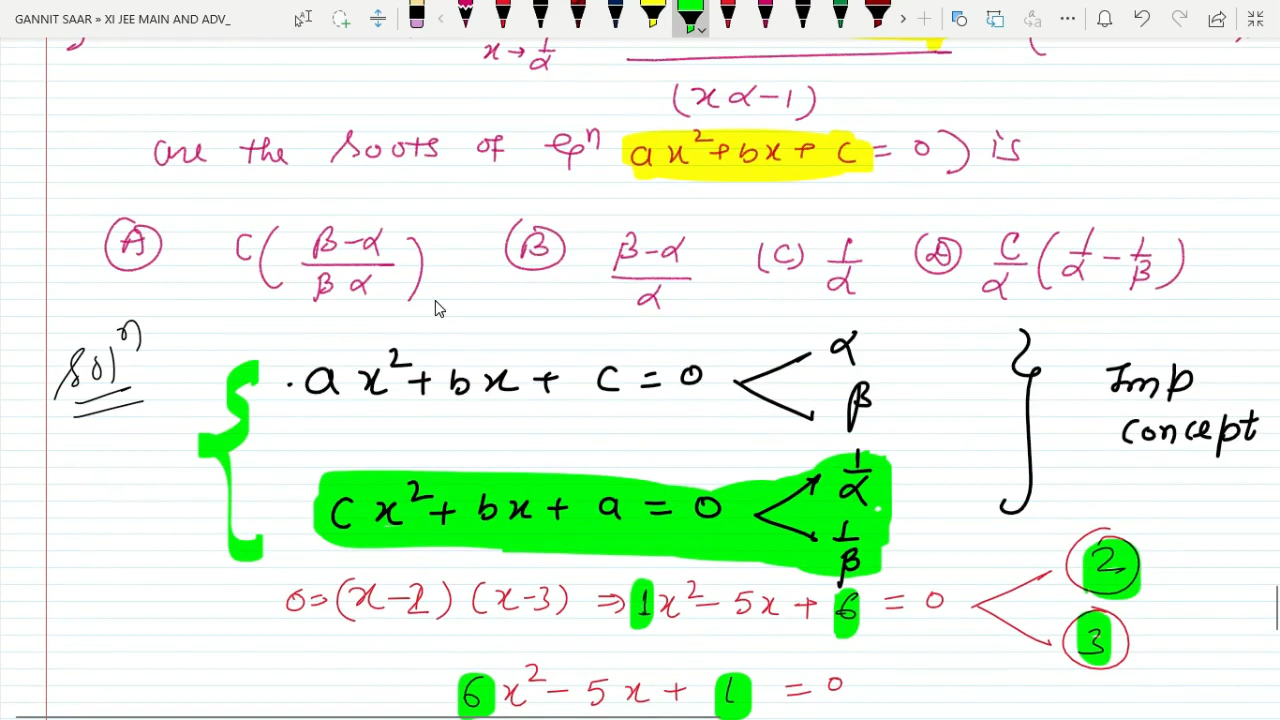 GANNIT SAAR » XI JEE MAIN AND ADV_
x→1/α
(xα-1)
are the roots of eqⁿ ax²+bx+c=0) is
(A) C((β-α)/(βα)) (B) (β-α)/α (C) 1/α (D) C/α(1/α - 1/β)
Solⁿ
.ax²+bx+c=0 α
β
Imp
concept
cx²+bx+a=0 1/α
1/β
0=(x-2)(x-3) ⇒1x²-5x+6=0 2
3
6x²-5x+1=0